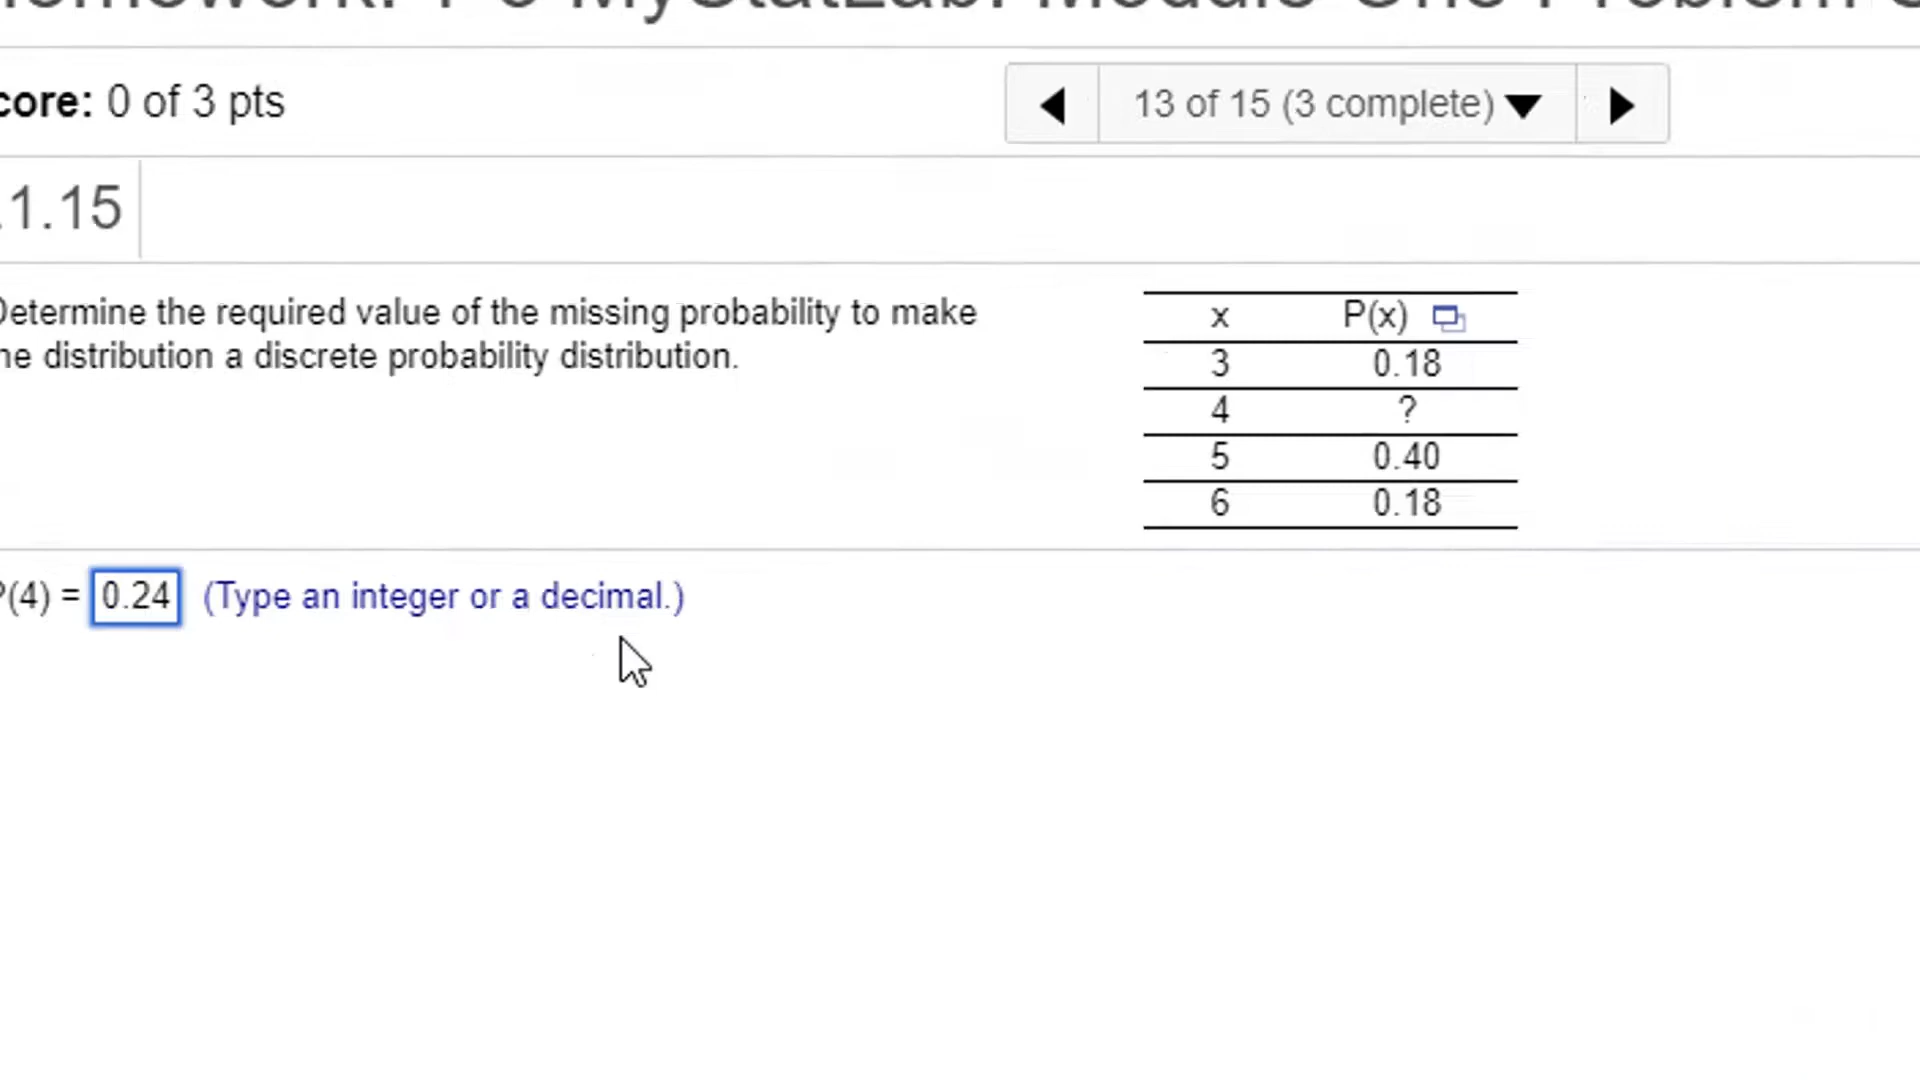 core: 0 of 3 pts
13 of 15 (3 complete)
.1.15
Determine the required value of the missing probability to make
he distribution a discrete probability distribution.
x P(x)
3 0.18
4 ?
5 0.40
6 0.18
P(4) = 0.24 (Type an integer or a decimal.)